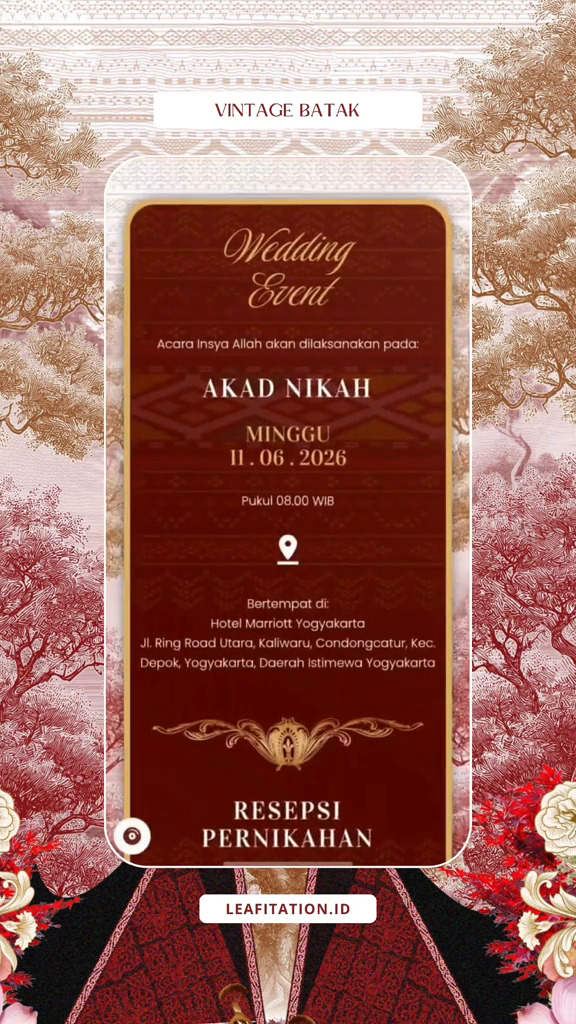 VINTAGE BATAK
Wedding
Event
Acara Insya Allah akan dilaksanakan pada:
AKAD NIKAH
MINGGU
11 . 06 . 2026
Pukul 08.00 WIB
Bertempat di:
Hotel Marriott Yogyakarta
Jl. Ring Road Utara, Kaliwaru, Condongcatur, Kec.
Depok, Yogyakarta, Daerah Istimewa Yogyakarta
RESEPSI
PERNIKAHAN
LEAFITATION.ID